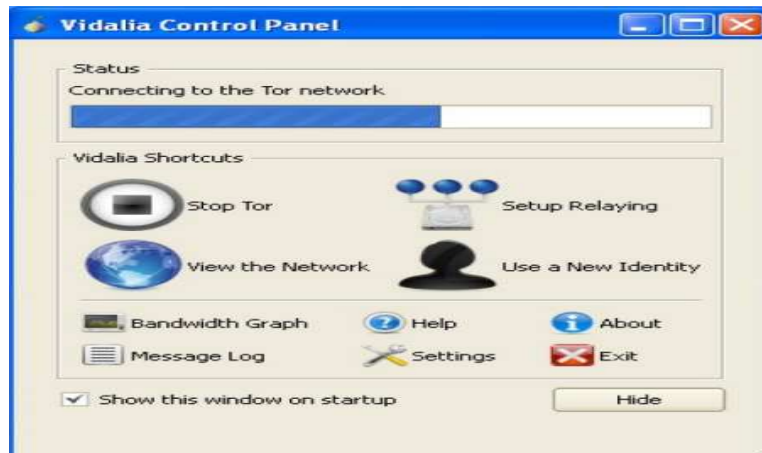 Vidalia Control Panel
Status
Connecting to the Tor network
Vidalia Shortcuts
Stop Tor
Setup Relaying
View the Network
Use a New Identity
Bandwidth Graph
Help
About
Message Log
Settings
Exit
Show this window on startup
Hide